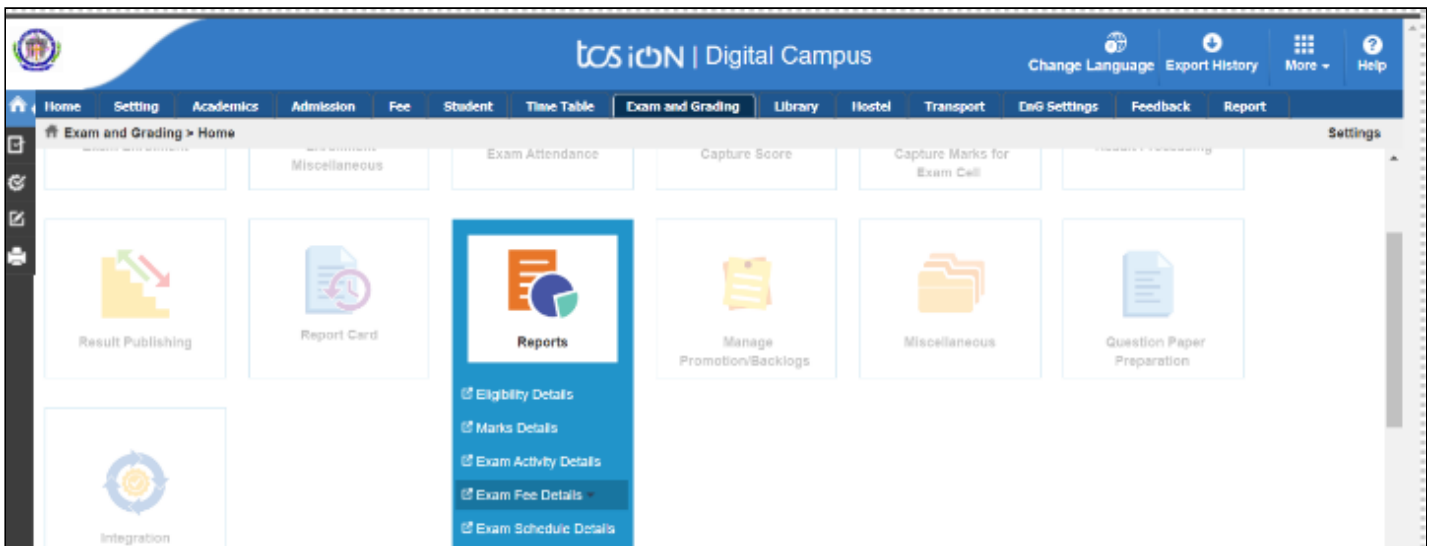 tcs iON | Digital Campus
Change Language Export History More Help
Home Setting Academics Admission Fee Student Time Table Exam and Grading Library Hostel Transport EnG Settings Feedback Report
Exam and Grading > Home Settings
Miscellaneous
Exam Attendance
Capture Score
Capture Marks for
Exam Cell
Result Publishing
Report Card
Reports
Manage
Promotion/Backlogs
Miscellaneous
Question Paper
Preparation
Eligibility Details
Marks Details
Exam Activity Details
Exam Fee Details
Exam Schedule Details
Integration